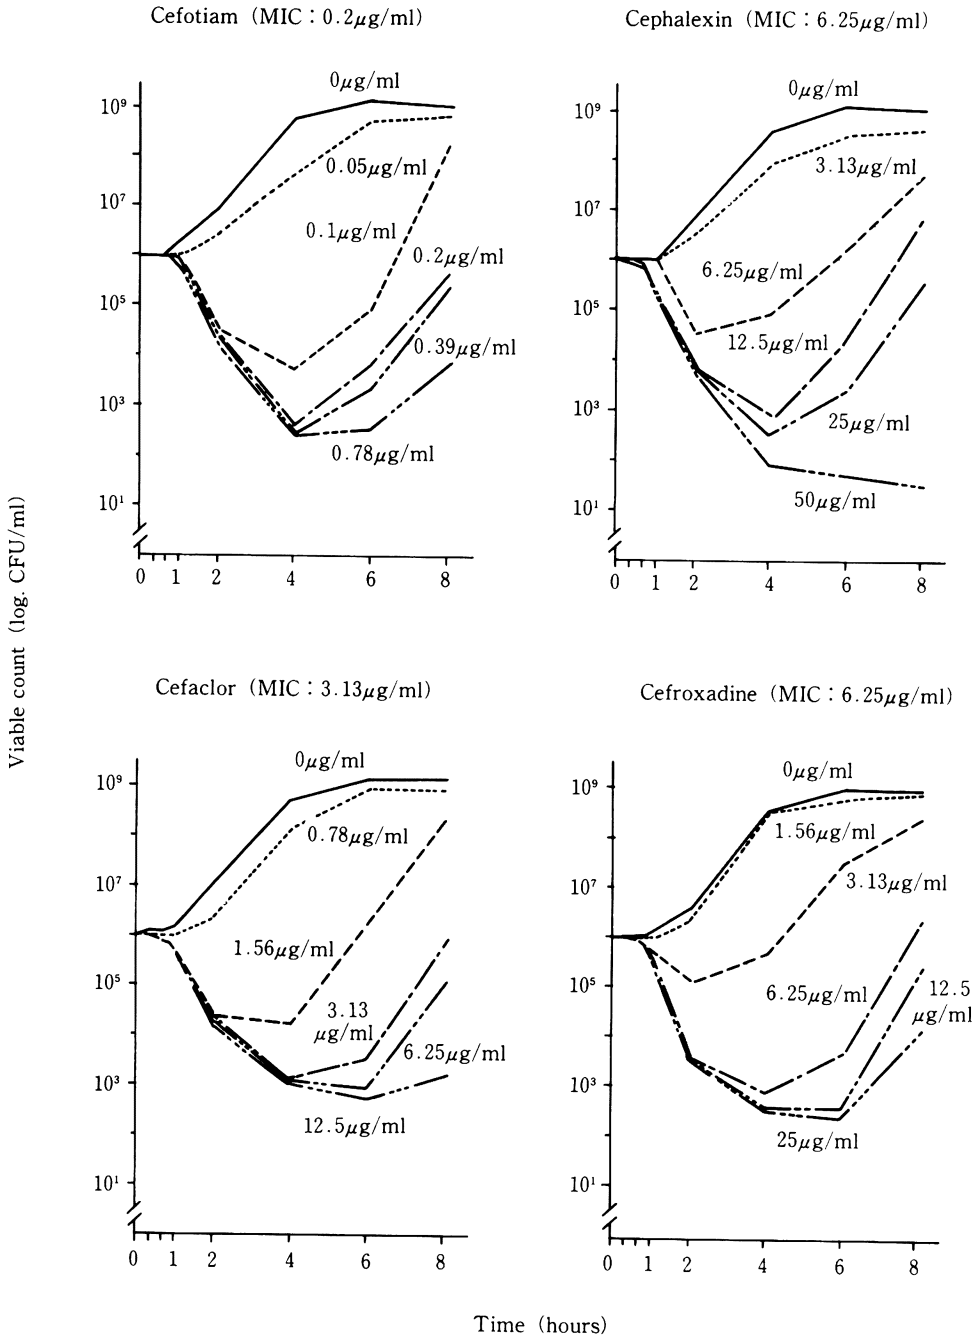 Cefotiam (MIC : 0.2μg/ml)
0μg/ml
10⁹
0.05μg/ml
10⁷
0.1μg/ml
0.2μg/ml
10⁵
0.39μg/ml
10³
0.78μg/ml
10¹
0 1 2 4 6 8
Cephalexin (MIC : 6.25μg/ml)
0μg/ml
10⁹
3.13μg/ml
10⁷
6.25μg/ml
10⁵
12.5μg/ml
10³
25μg/ml
50μg/ml
10¹
0 1 2 4 6 8
Viable count (log. CFU/ml)
Cefaclor (MIC : 3.13μg/ml)
0μg/ml
10⁹
0.78μg/ml
10⁷
1.56μg/ml
10⁵
3.13
μg/ml
6.25μg/ml
10³
12.5μg/ml
10¹
0 1 2 4 6 8
Cefroxadine (MIC : 6.25μg/ml)
0μg/ml
10⁹
1.56μg/ml
10⁷
3.13μg/ml
10⁵
6.25μg/ml
12.5
μg/ml
10³
25μg/ml
10¹
0 1 2 4 6 8
Time (hours)